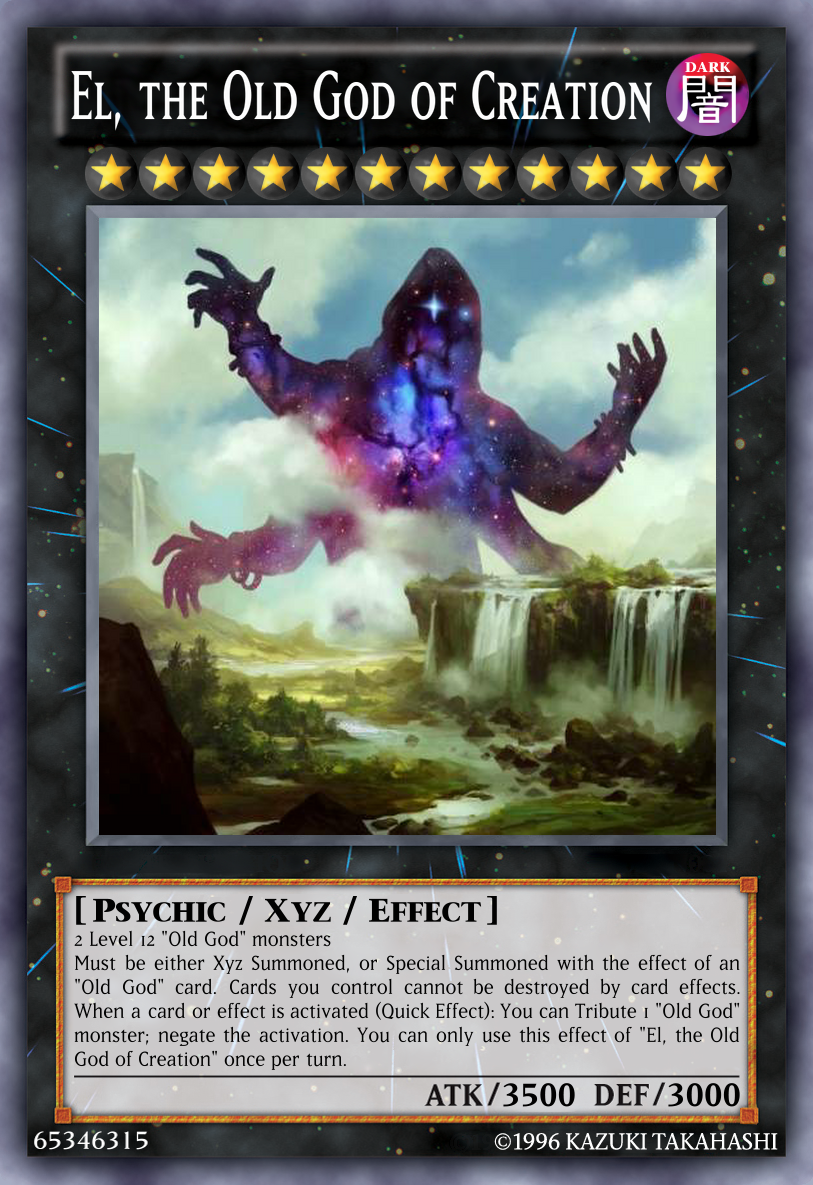 El, the Old God of Creation
DARK
闇
[ Psychic / Xyz / Effect ]
2 Level 12 "Old God" monsters
Must be either Xyz Summoned, or Special Summoned with the effect of an
"Old God" card. Cards you control cannot be destroyed by card effects.
When a card or effect is activated (Quick Effect): You can Tribute 1 "Old God"
monster; negate the activation. You can only use this effect of "El, the Old
God of Creation" once per turn.
ATK/3500 DEF/3000
65346315
©1996 KAZUKI TAKAHASHI